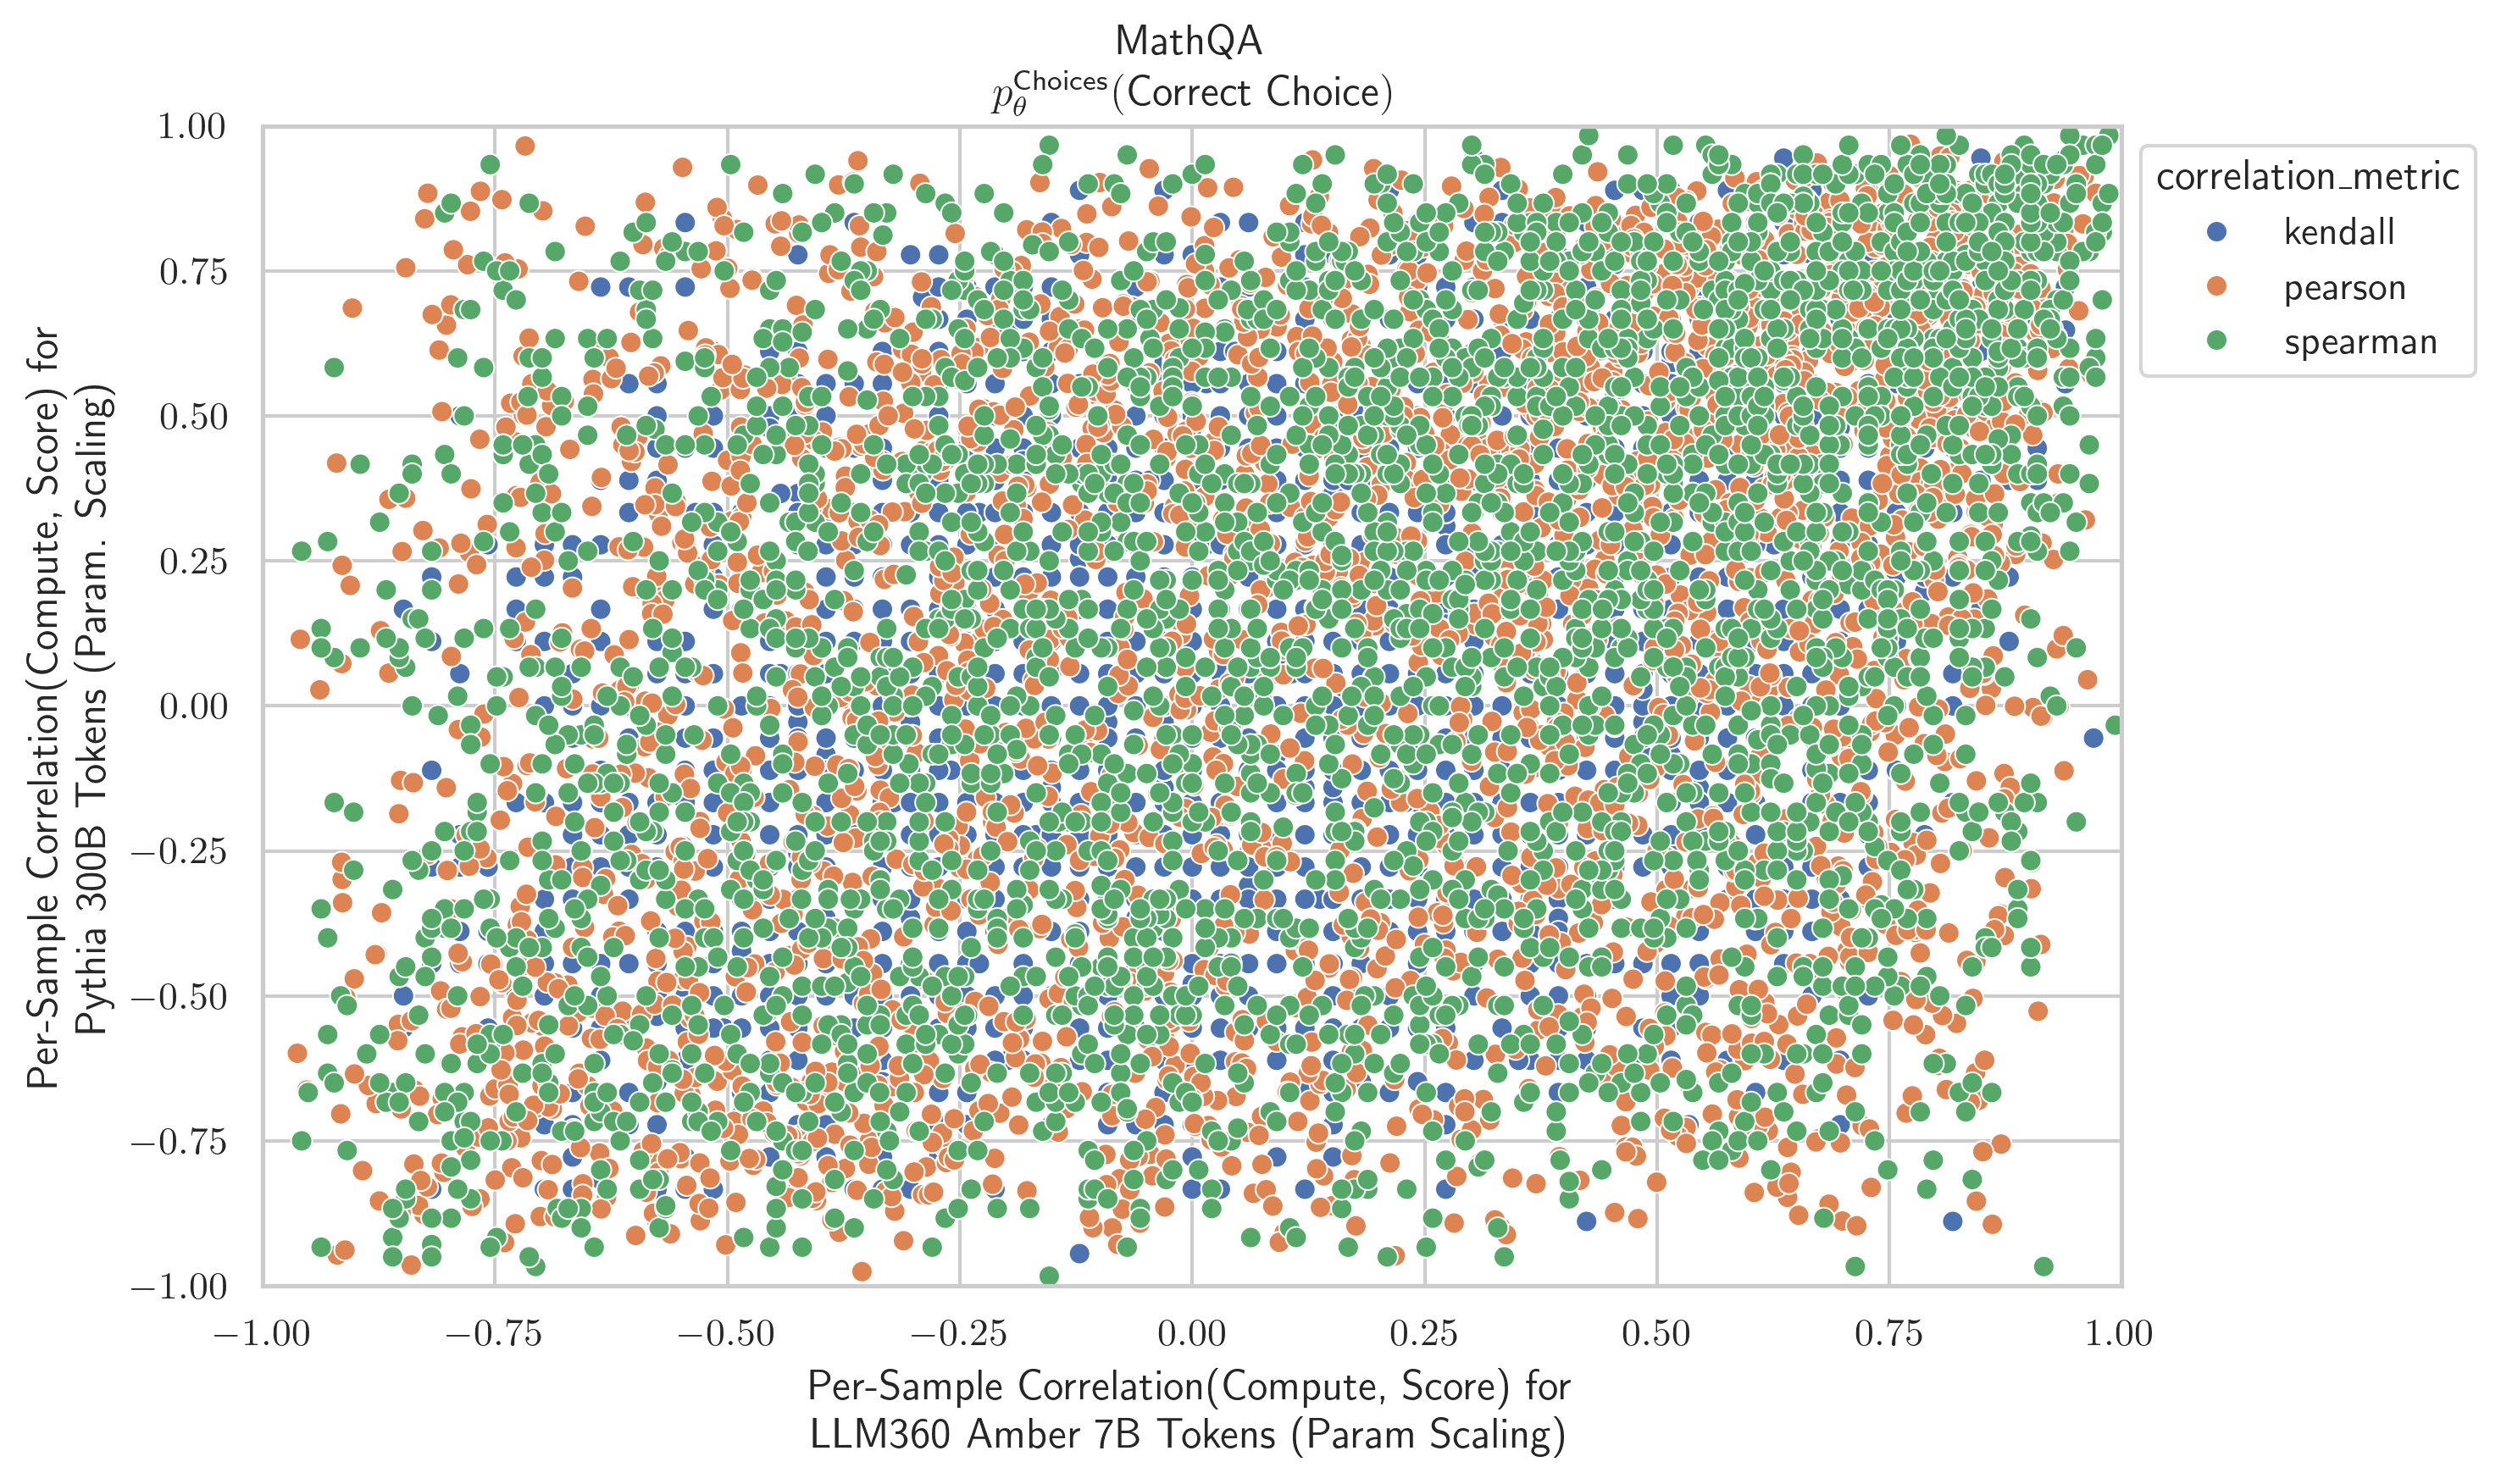 MathQA
p_θ^Choices(Correct Choice)
1.00
0.75
0.50
0.25
0.00
−0.25
−0.50
−0.75
−1.00
Per-Sample Correlation(Compute, Score) for
Pythia 300B Tokens (Param. Scaling)
−1.00 −0.75 −0.50 −0.25 0.00 0.25 0.50 0.75 1.00
Per-Sample Correlation(Compute, Score) for
LLM360 Amber 7B Tokens (Param Scaling)
correlation_metric
kendall
pearson
spearman